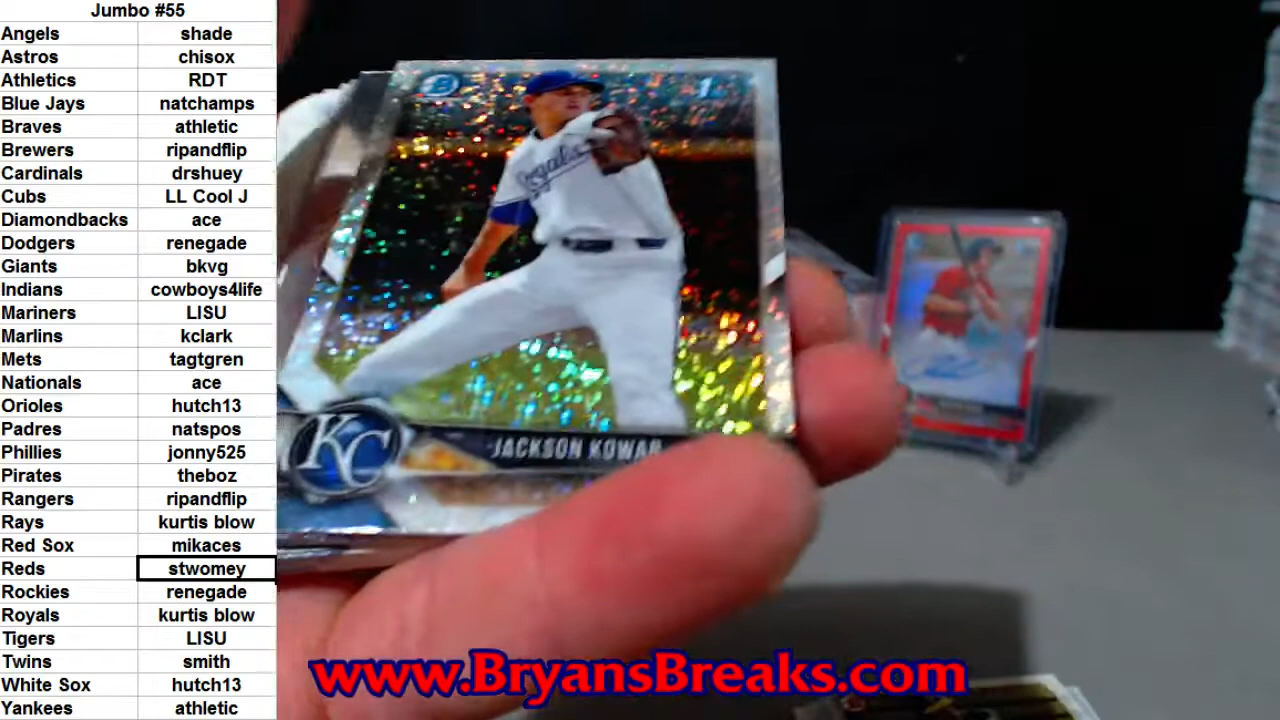 Jumbo #55
Angels shade
Astros chisox
Athletics RDT
Blue Jays natchamps
Braves athletic
Brewers ripandflip
Cardinals drshuey
Cubs LL Cool J
Diamondbacks ace
Dodgers renegade
Giants bkvg
Indians cowboys4life
Mariners LISU
Marlins kclark
Mets tagtgren
Nationals ace
Orioles hutch13
Padres natspos
Phillies jonny525
Pirates theboz
Rangers ripandflip
Rays kurtis blow
Red Sox mikaces
Reds stwomey
Rockies renegade
Royals kurtis blow
Tigers LISU
Twins smith
White Sox hutch13
Yankees athletic
B 1st
Royals
KC
JACKSON KOWAR
www.BryansBreaks.com